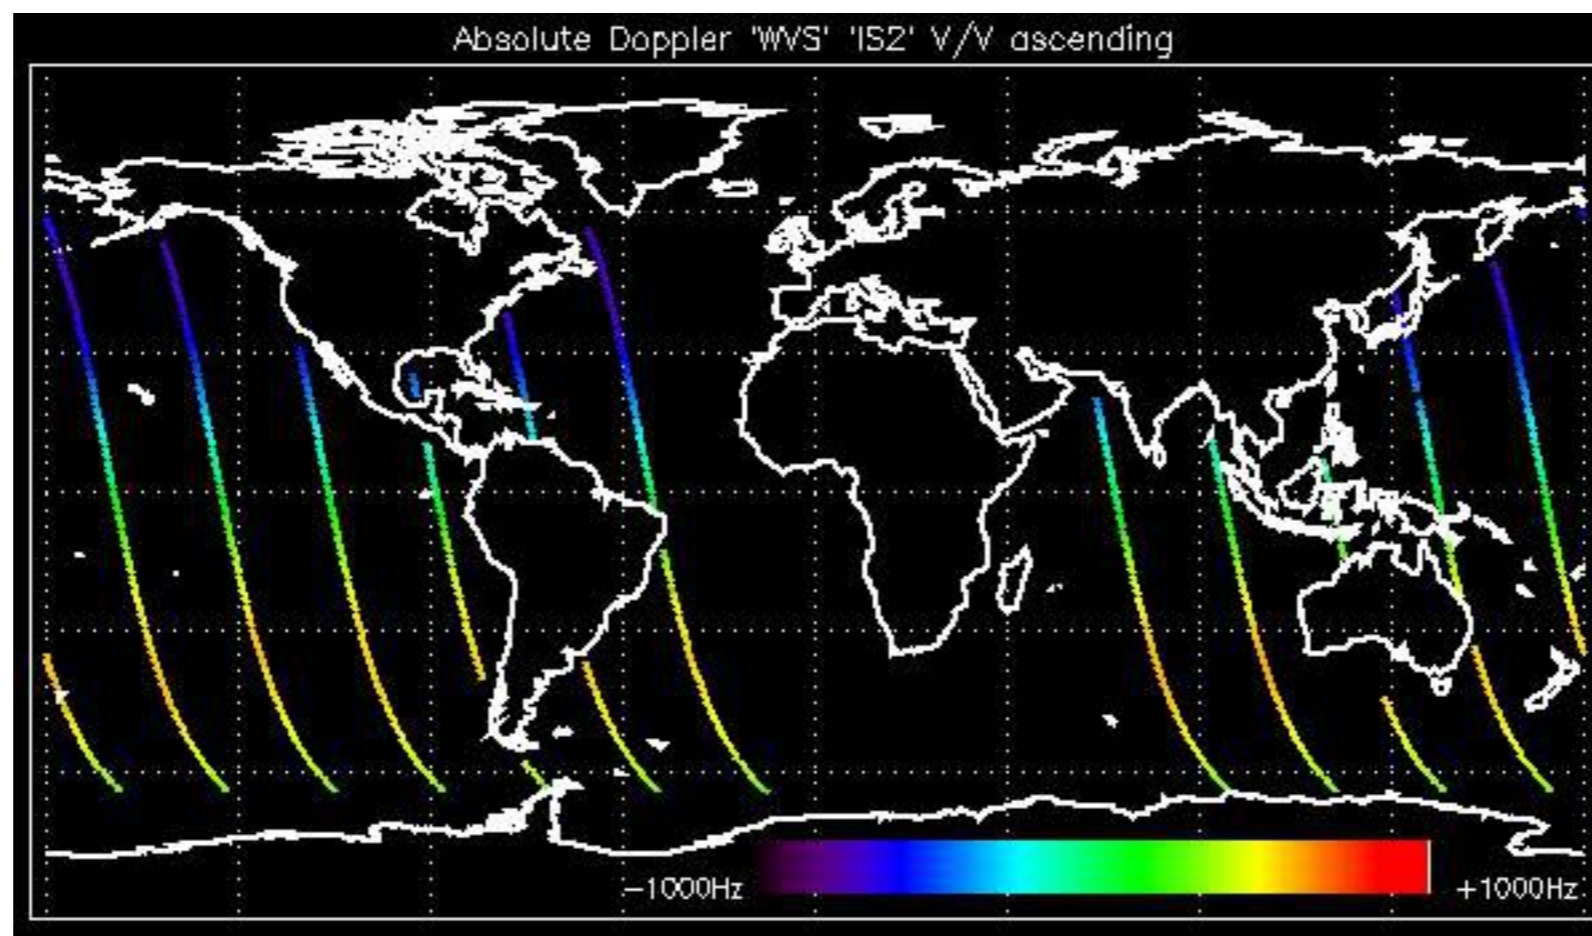 Absolute Doppler 'WVS' 'IS2' V/V ascending
-1000Hz +1000Hz